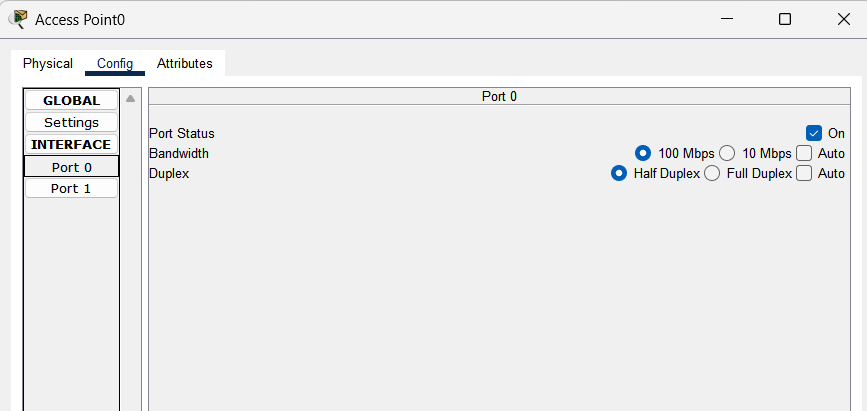 Access Point0
Physical Config Attributes
GLOBAL
Settings
INTERFACE
Port 0
Port 1
Port 0
Port Status On
Bandwidth 100 Mbps 10 Mbps Auto
Duplex Half Duplex Full Duplex Auto